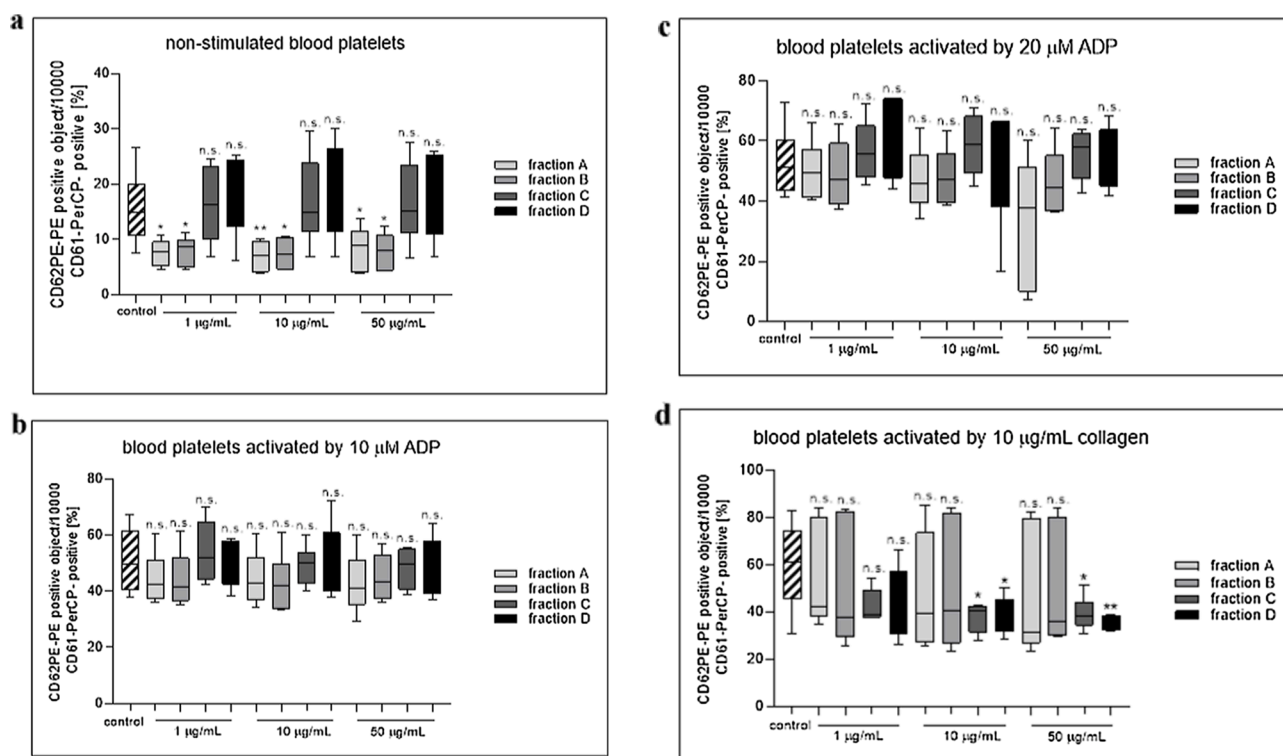 a
non-stimulated blood platelets
CD62PE-PE positive object/10000
CD61-PerCP- positive [%]
40
30
20
10
0
* * n.s. n.s. ** * n.s. n.s. * * n.s. n.s.
control
1 µg/mL 10 µg/mL 50 µg/mL
fraction A
fraction B
fraction C
fraction D
b
blood platelets activated by 10 µM ADP
CD62PE-PE positive object/10000
CD61-PerCP- positive [%]
80
60
40
20
0
n.s. n.s. n.s. n.s. n.s. n.s. n.s. n.s. n.s. n.s. n.s. n.s.
control
1 µg/mL 10 µg/mL 50 µg/mL
fraction A
fraction B
fraction C
fraction D
c
blood platelets activated by 20 µM ADP
CD62PE-PE positive object/10000
CD61-PerCP- positive [%]
80
60
40
20
0
n.s. n.s. n.s. n.s. n.s. n.s. n.s. n.s. n.s. n.s. n.s. n.s.
control
1 µg/mL 10 µg/mL 50 µg/mL
fraction A
fraction B
fraction C
fraction D
d
blood platelets activated by 10 µg/mL collagen
CD62PE-PE positive object/10000
CD61-PerCP- positive [%]
100
80
60
40
20
0
n.s. n.s. n.s. n.s. n.s. n.s. * * n.s. n.s. * **
control
1 µg/mL 10 µg/mL 50 µg/mL
fraction A
fraction B
fraction C
fraction D